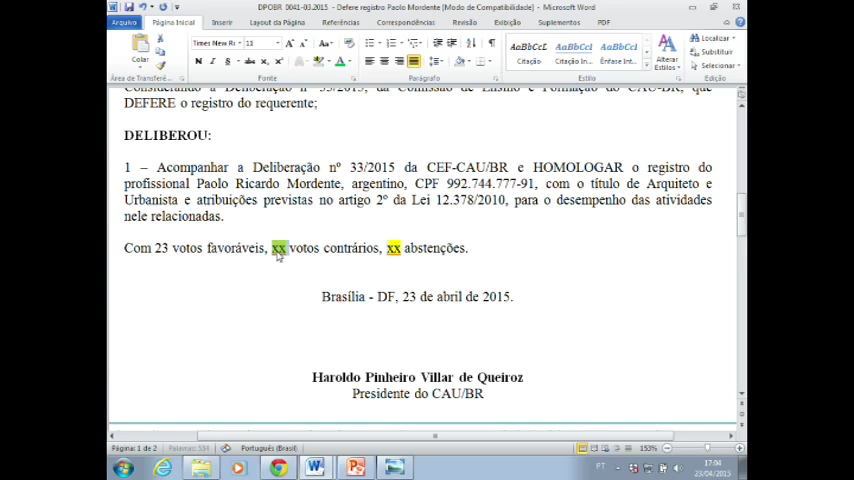 DPOBR 0041-03.2015 - Defere registro Paolo Mordente [Modo de Compatibilidade] - Microsoft Word
Arquivo Página Inicial Inserir Layout da Página Referências Correspondências Revisão Exibição Suplementos PDF
Times New Ro 11 Localizar
Substituir
Selecionar
Colar
AaBbCcI AaBbCcI AaBbCcI
Citação Citação In... Ênfase Int...
Alterar Estilos
Área de Transferê... Fonte Parágrafo Estilo Edição
DEFERE o registro do requerente;
DELIBEROU:
1 – Acompanhar a Deliberação nº 33/2015 da CEF-CAU/BR e HOMOLOGAR o registro do
profissional Paolo Ricardo Mordente, argentino, CPF 992.744.777-91, com o título de Arquiteto e
Urbanista e atribuições previstas no artigo 2º da Lei 12.378/2010, para o desempenho das atividades
nele relacionadas.
Com 23 votos favoráveis, xx votos contrários, xx abstenções.
Brasília - DF, 23 de abril de 2015.
Haroldo Pinheiro Villar de Queiroz
Presidente do CAU/BR
Página: 1 de 2 Palavras: 334 Português (Brasil) 153%
PT 17:04
23/04/2015